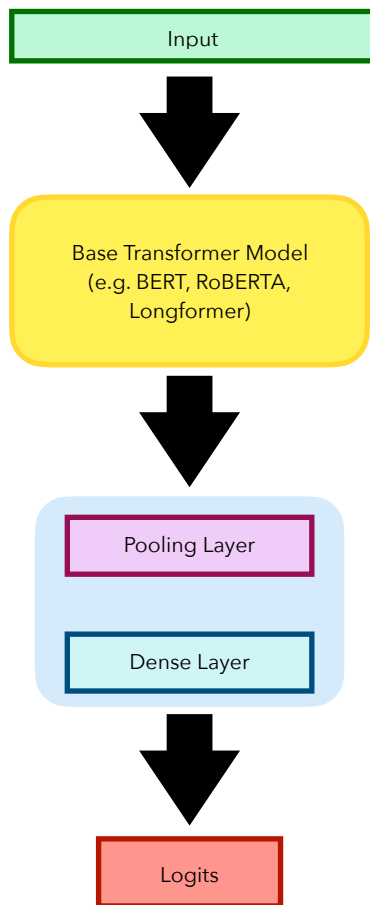 Input
Base Transformer Model
(e.g. BERT, RoBERTA,
Longformer)
Pooling Layer
Dense Layer
Logits